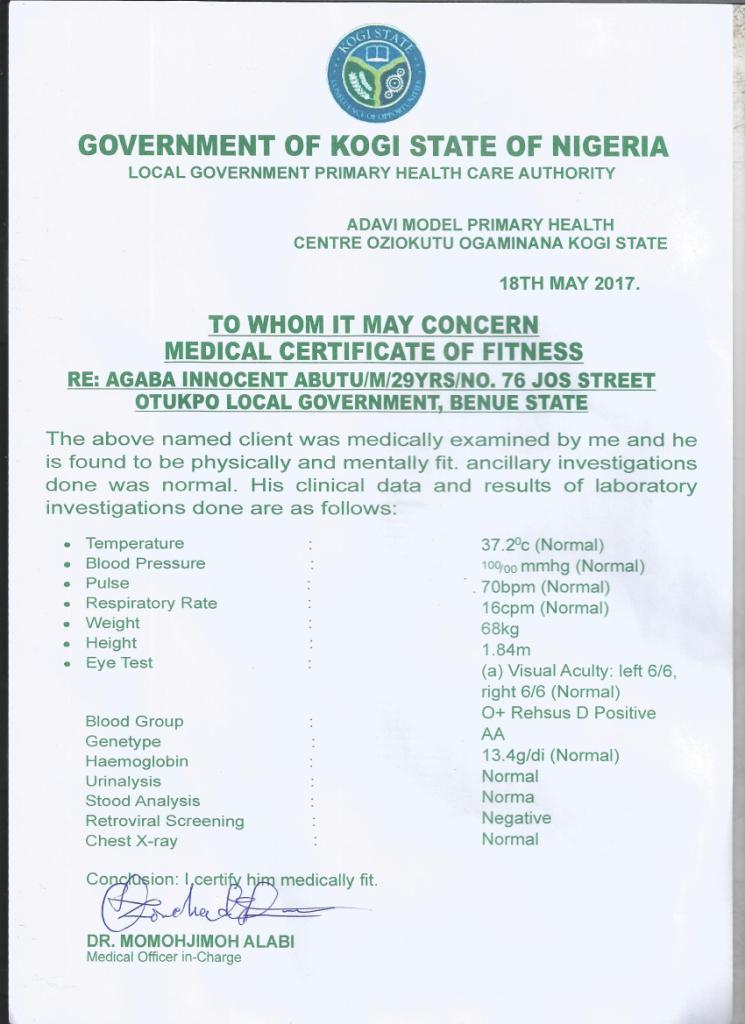 KOGI STATE
CONFLUENCE OF OPPORTUNITIES
GOVERNMENT OF KOGI STATE OF NIGERIA
LOCAL GOVERNMENT PRIMARY HEALTH CARE AUTHORITY
ADAVI MODEL PRIMARY HEALTH
CENTRE OZIOKUTU OGAMINANA KOGI STATE
18TH MAY 2017.
TO WHOM IT MAY CONCERN
MEDICAL CERTIFICATE OF FITNESS
RE: AGABA INNOCENT ABUTU/M/29YRS/NO. 76 JOS STREET
OTUKPO LOCAL GOVERNMENT, BENUE STATE
The above named client was medically examined by me and he
is found to be physically and mentally fit. ancillary investigations
done was normal. His clinical data and results of laboratory
investigations done are as follows:
• Temperature : 37.2⁰c (Normal)
• Blood Pressure : 100/00 mmhg (Normal)
• Pulse : 70bpm (Normal)
• Respiratory Rate : 16cpm (Normal)
• Weight : 68kg
• Height : 1.84m
• Eye Test : (a) Visual Aculty: left 6/6,
right 6/6 (Normal)
Blood Group : O+ Rehsus D Positive
Genetype : AA
Haemoglobin : 13.4g/di (Normal)
Urinalysis : Normal
Stood Analysis : Norma
Retroviral Screening : Negative
Chest X-ray : Normal
Conclosion: I certify him medically fit.
DR. MOMOHJIMOH ALABI
Medical Officer in-Charge